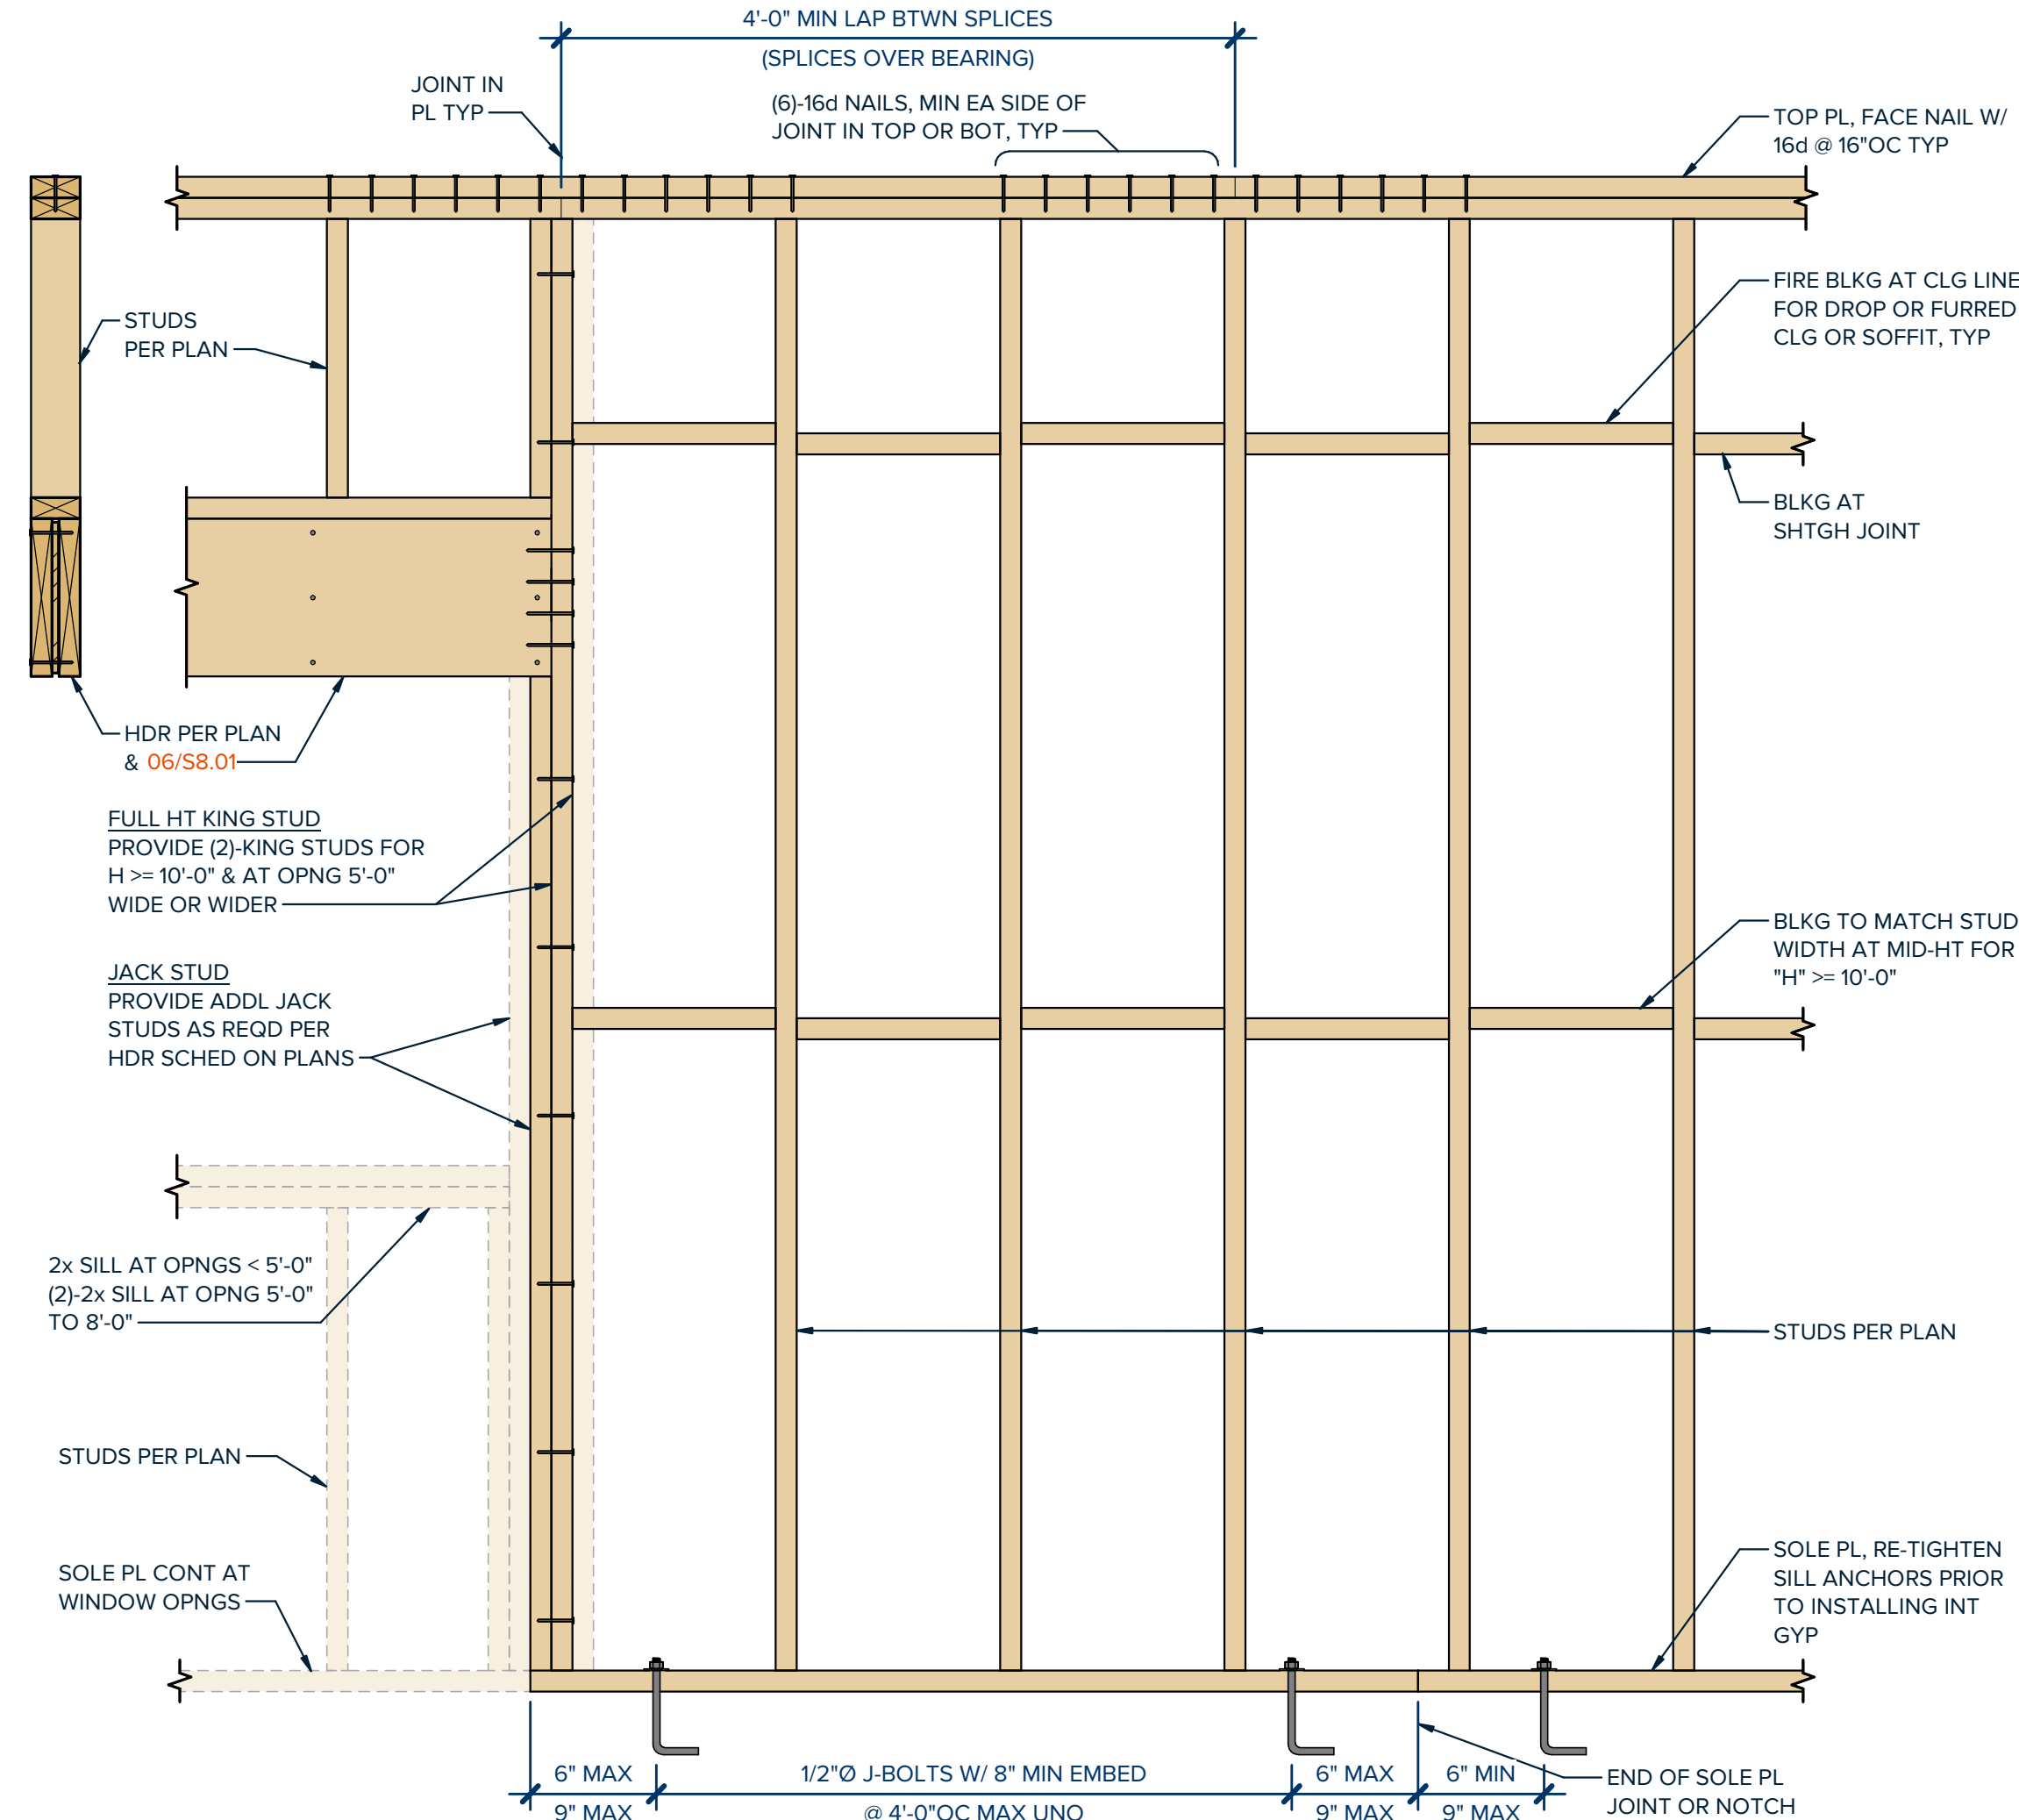 4'-0" MIN LAP BTWN SPLICES
(SPLICES OVER BEARING)
JOINT IN
PL TYP
(6)-16d NAILS, MIN EA SIDE OF
JOINT IN TOP OR BOT, TYP
TOP PL, FACE NAIL W/
16d @ 16"OC TYP
STUDS
PER PLAN
FIRE BLKG AT CLG LINE
FOR DROP OR FURRED
CLG OR SOFFIT, TYP
BLKG AT
SHTGH JOINT
HDR PER PLAN
& 06/S8.01
FULL HT KING STUD
PROVIDE (2)-KING STUDS FOR
H >= 10'-0" & AT OPNG 5'-0"
WIDE OR WIDER
BLKG TO MATCH STUD
WIDTH AT MID-HT FOR
"H" >= 10'-0"
JACK STUD
PROVIDE ADDL JACK
STUDS AS REQD PER
HDR SCHED ON PLANS
2x SILL AT OPNGS < 5'-0"
(2)-2x SILL AT OPNG 5'-0"
TO 8'-0"
STUDS PER PLAN
STUDS PER PLAN
SOLE PL CONT AT
WINDOW OPNGS
SOLE PL, RE-TIGHTEN
SILL ANCHORS PRIOR
TO INSTALLING INT
GYP
6" MAX
9" MAX
1/2"Ø J-BOLTS W/ 8" MIN EMBED
@ 4'-0"OC MAX UNO
6" MAX
9" MAX
6" MIN
9" MAX
END OF SOLE PL
JOINT OR NOTCH